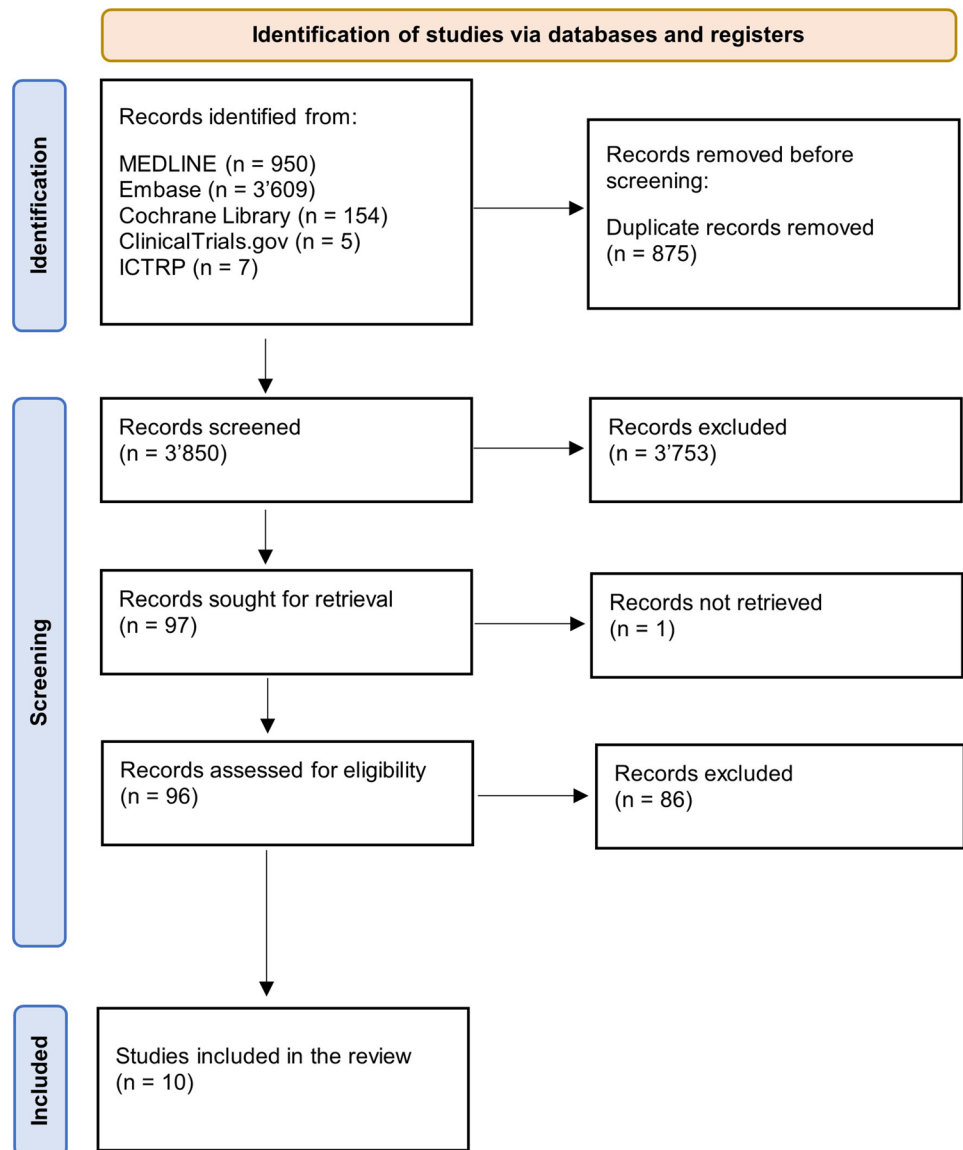 Identification of studies via databases and registers
Identification
Records identified from:
MEDLINE (n = 950)
Embase (n = 3'609)
Cochrane Library (n = 154)
ClinicalTrials.gov (n = 5)
ICTRP (n = 7)
Records removed before
screening:
Duplicate records removed
(n = 875)
Screening
Records screened
(n = 3'850)
Records excluded
(n = 3'753)
Records sought for retrieval
(n = 97)
Records not retrieved
(n = 1)
Records assessed for eligibility
(n = 96)
Records excluded
(n = 86)
Included
Studies included in the review
(n = 10)